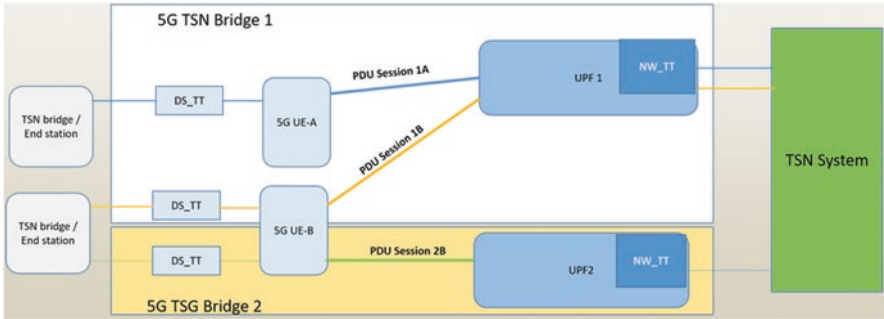 5G TSN Bridge 1
TSN bridge /
End station
DS_TT
5G UE-A
PDU Session 1A
UPF 1
NW_TT
PDU Session 1B
TSN System
TSN bridge /
End station
DS_TT
5G UE-B
DS_TT
PDU Session 2B
UPF2
NW_TT
5G TSG Bridge 2